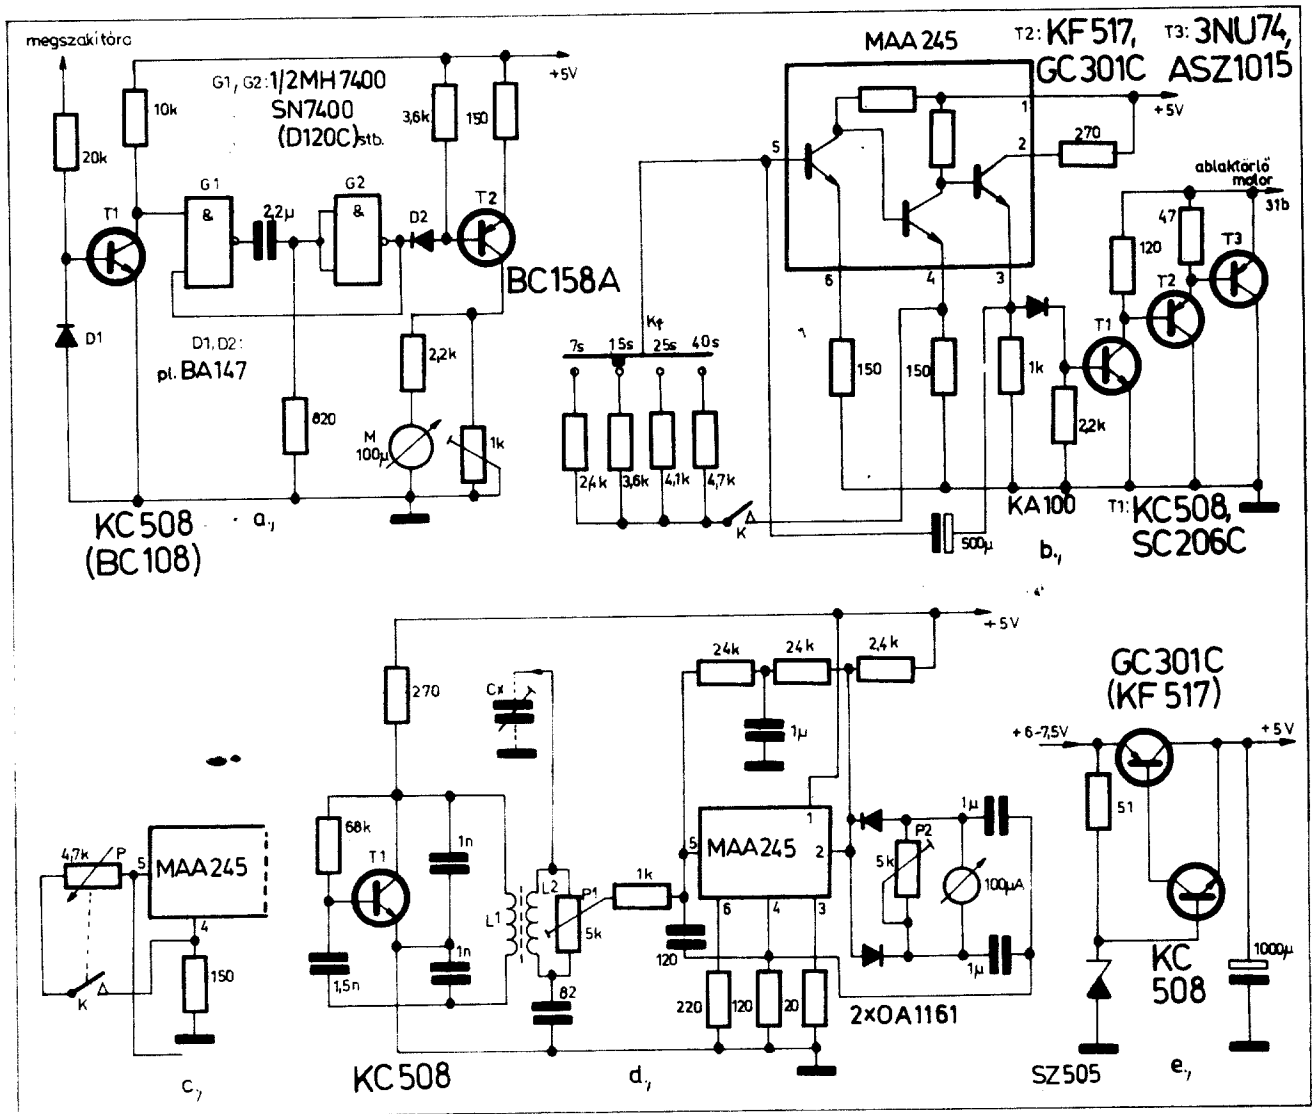 megszakítóra
+5V
G1, G2: 1/2MH7400
SN7400
(D120C)stb.
10k
20k
3,6k
150
G1
G2
&
&
2,2µ
T1
D2
T2
BC158A
D1
D1, D2:
pl. BA147
820
2,2k
M
100µ
1k
KC508
(BC108)
a.,
MAA 245
T2: KF517, T3: 3NU74,
GC301C ASZ1015
+5V
1
2
270
5
6
4
3
ablaktörlő
motor
31b
47
120
T3
T2
T1
Kf
7s
15s
25s
40s
150
150
1k
2,2k
2,4k
3,6k
4,1k
4,7k
K
500µ
KA100
T1: KC508,
SC206C
b.,
4,7k
P
5
MAA245
4
150
K
c.,
270
+5V
68k
T1
1n
1n
1,5n
L1
L2
Cx
P1
5k
82
1k
120
24k
24k
2,4k
1µ
1
5
MAA245
2
6
4
3
220
120
20
P2
5k
100µA
1µ
1µ
2xOA1161
KC508
d.,
GC301C
(KF517)
+6-7,5V
+5V
51
KC
508
1000µ
SZ505
e.,